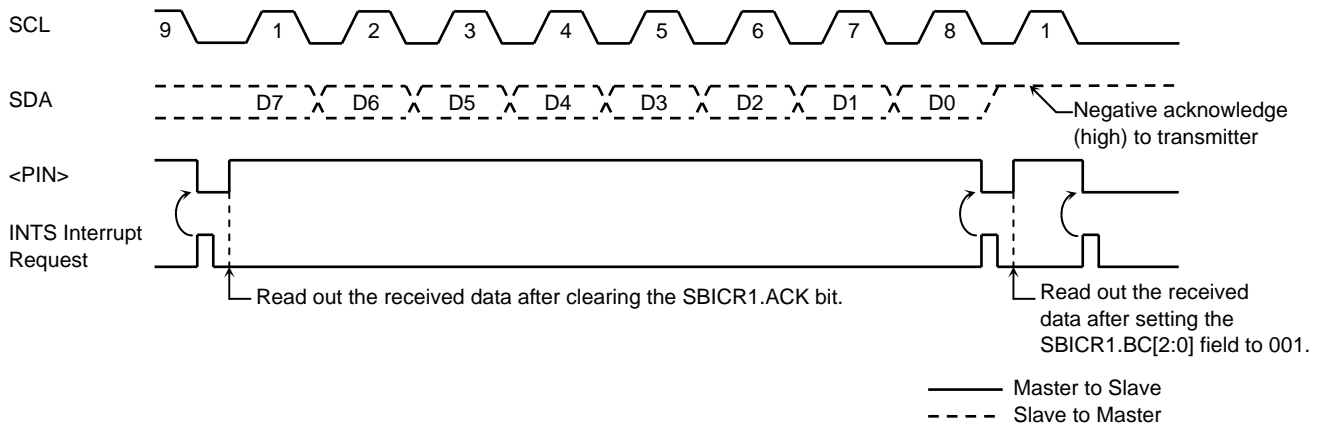 SCL
9 1 2 3 4 5 6 7 8 1
SDA
D7 D6 D5 D4 D3 D2 D1 D0
Negative acknowledge
(high) to transmitter
<PIN>
INTS Interrupt
Request
Read out the received data after clearing the SBICR1.ACK bit.
Read out the received
data after setting the
SBICR1.BC[2:0] field to 001.
Master to Slave
Slave to Master